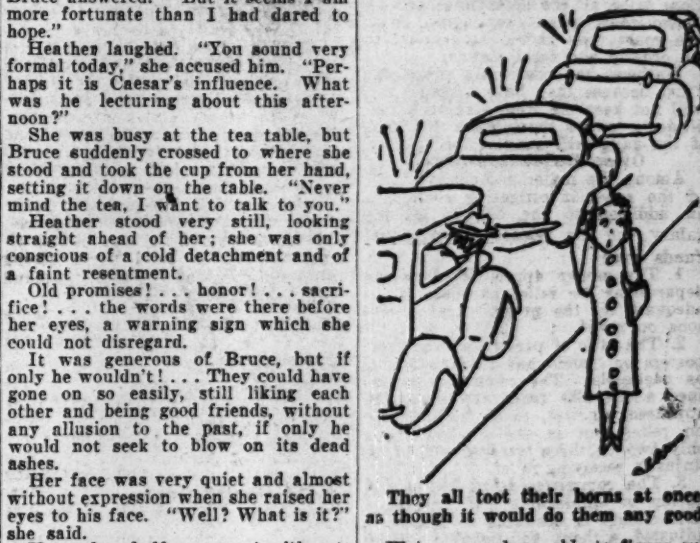 more fortunate than I had dared to
hope."
Heather laughed. "You sound very
formal today," she accused him. "Per-
haps it is Caesar's influence. What
was he lecturing about this after-
noon?"
She was busy at the tea table, but
Bruce suddenly crossed to where she
stood and took the cup from her hand,
setting it down on the table. "Never
mind the tea, I want to talk to you."
Heather stood very still, looking
straight ahead of her; she was only
conscious of a cold detachment and of
a faint resentment.
Old promises! . . . honor! . . . sacri-
fice! . . . the words were there before
her eyes, a warning sign which she
could not disregard.
It was generous of Bruce, but if
only he wouldn't! . . . They could have
gone on so easily, still liking each
other and being good friends, without
any allusion to the past, if only he
would not seek to blow on its dead
ashes.
Her face was very quiet and almost
without expression when she raised her
eyes to his face. "Well? What is it?"
she said.
They all toot their horns at once
as though it would do them any good